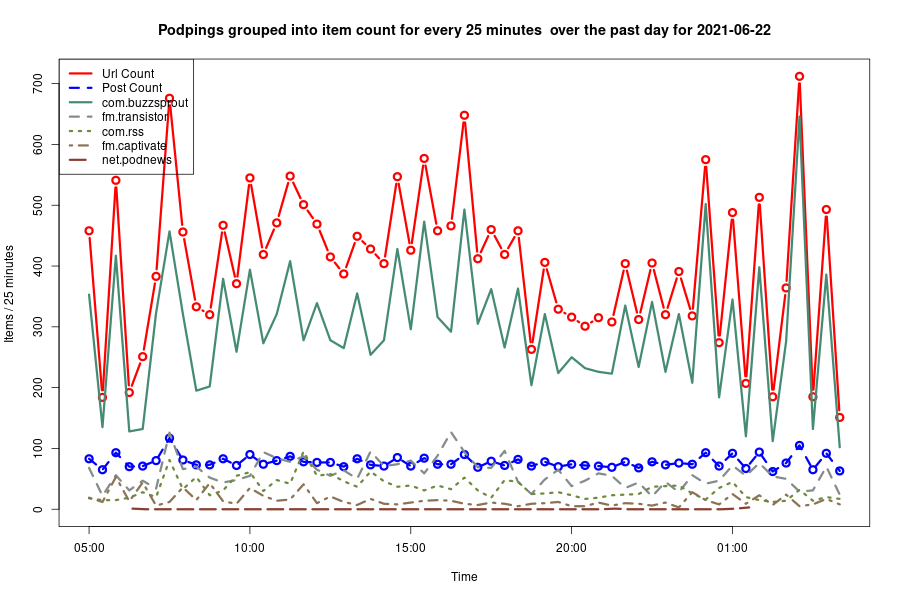 Podpings grouped into item count for every 25 minutes  over the past day for 2021-06-22
Url Count
Post Count
com.buzzsprout
fm.transistor
com.rss
fm.captivate
net.podnews
Items / 25 minutes
700
600
500
400
300
200
100
0
05:00
10:00
15:00
20:00
01:00
Time